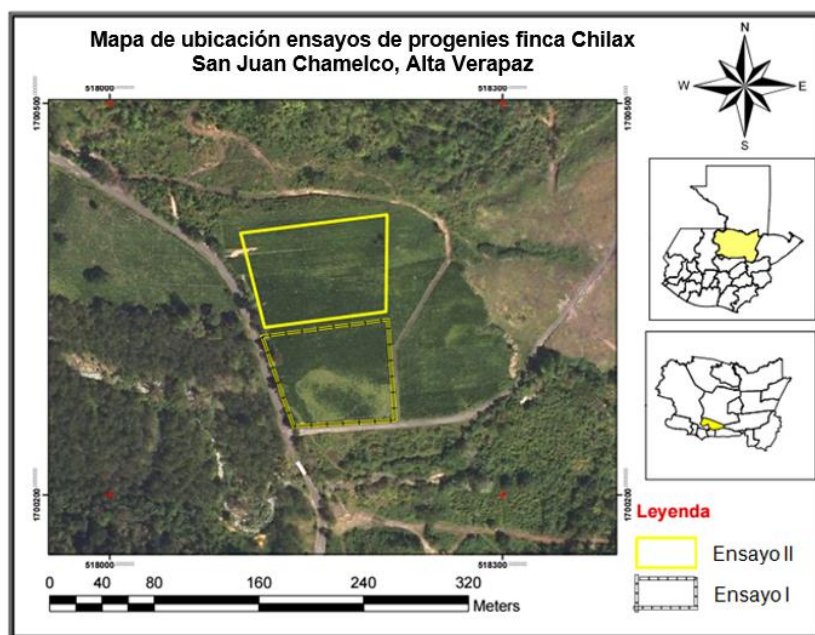 Mapa de ubicación ensayos de progenies finca Chilax
San Juan Chamelco, Alta Verapaz
N
W E
S
518000 518300
1700500 1700500
1700200 1700200
518000 518300
Leyenda
Ensayo II
Ensayo I
0 40 80 160 240 320
Meters